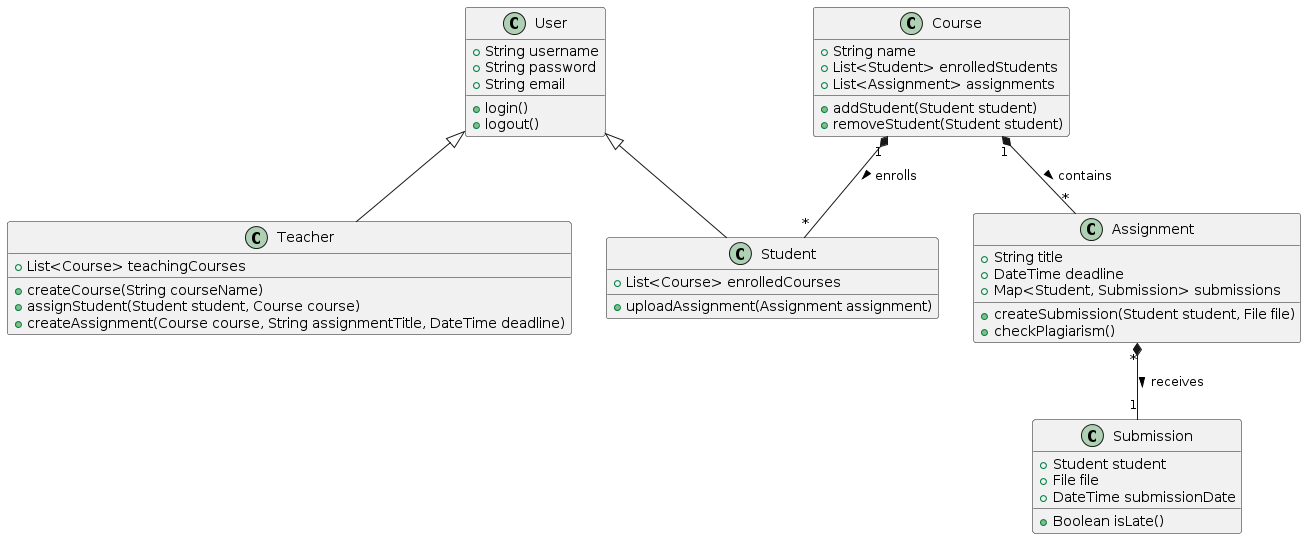 C User
String username
String password
String email
login()
logout()
C Course
String name
List<Student> enrolledStudents
List<Assignment> assignments
addStudent(Student student)
removeStudent(Student student)
1
enrolls
*
1
contains
*
C Teacher
List<Course> teachingCourses
createCourse(String courseName)
assignStudent(Student student, Course course)
createAssignment(Course course, String assignmentTitle, DateTime deadline)
C Student
List<Course> enrolledCourses
uploadAssignment(Assignment assignment)
C Assignment
String title
DateTime deadline
Map<Student, Submission> submissions
createSubmission(Student student, File file)
checkPlagiarism()
*
receives
1
C Submission
Student student
File file
DateTime submissionDate
Boolean isLate()